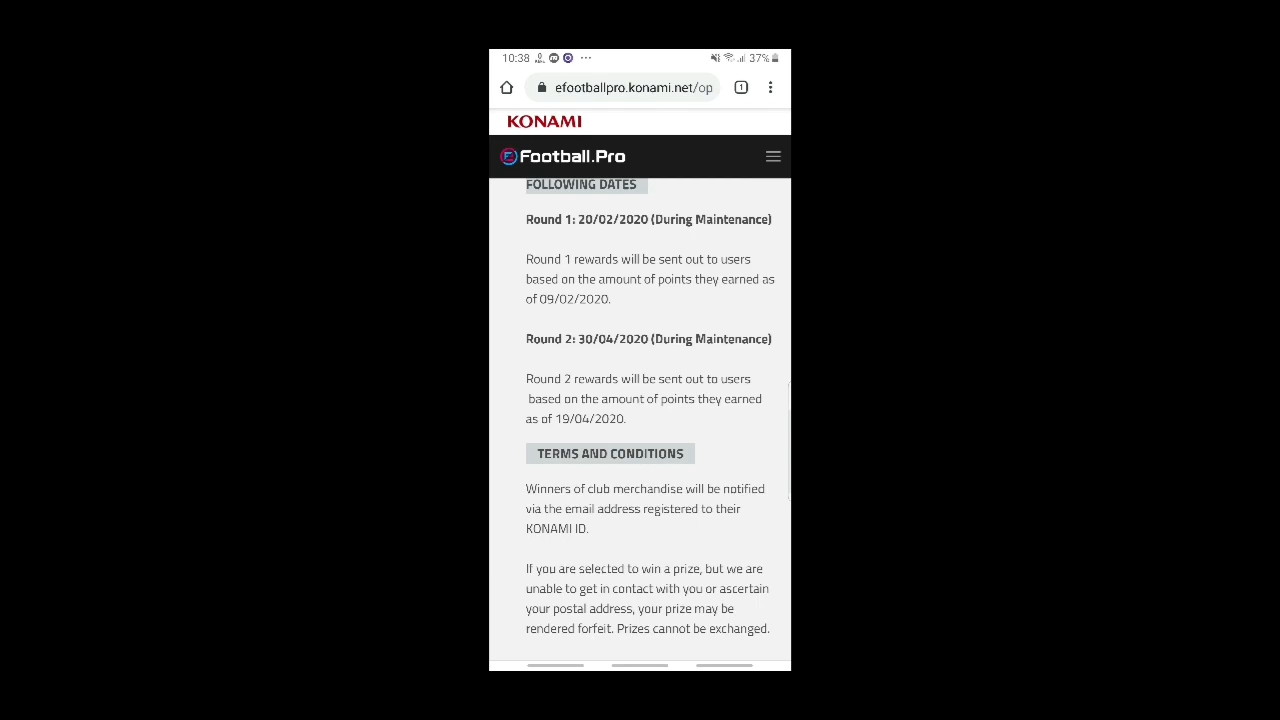 10:38 37%
efootballpro.konami.net/op 1
KONAMI
Football.Pro
FOLLOWING DATES
Round 1: 20/02/2020 (During Maintenance)
Round 1 rewards will be sent out to users
based on the amount of points they earned as
of 09/02/2020.
Round 2: 30/04/2020 (During Maintenance)
Round 2 rewards will be sent out to users
based on the amount of points they earned
as of 19/04/2020.
TERMS AND CONDITIONS
Winners of club merchandise will be notified
via the email address registered to their
KONAMI ID.
If you are selected to win a prize, but we are
unable to get in contact with you or ascertain
your postal address, your prize may be
rendered forfeit. Prizes cannot be exchanged.